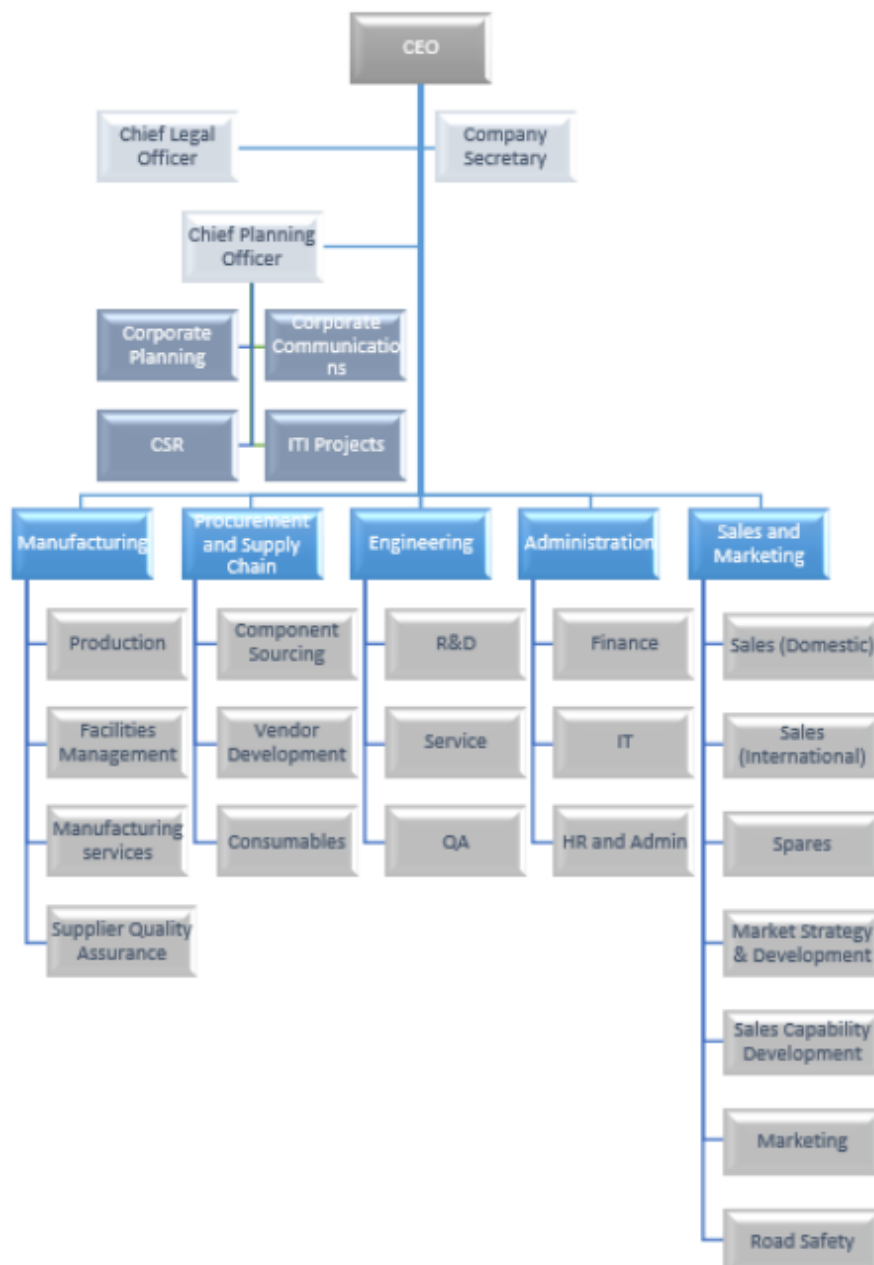 CEO
Chief Legal
Officer
Company
Secretary
Chief Planning
Officer
Corporate
Planning
Corporate
Communicatio
ns
CSR
ITI Projects
Manufacturing
Procurement
and Supply
Chain
Engineering
Administration
Sales and
Marketing
Production
Facilities
Management
Manufacturing
services
Supplier Quality
Assurance
Component
Sourcing
Vendor
Development
Consumables
R&D
Service
QA
Finance
IT
HR and Admin
Sales (Domestic)
Sales
(International)
Spares
Market Strategy
& Development
Sales Capability
Development
Marketing
Road Safety